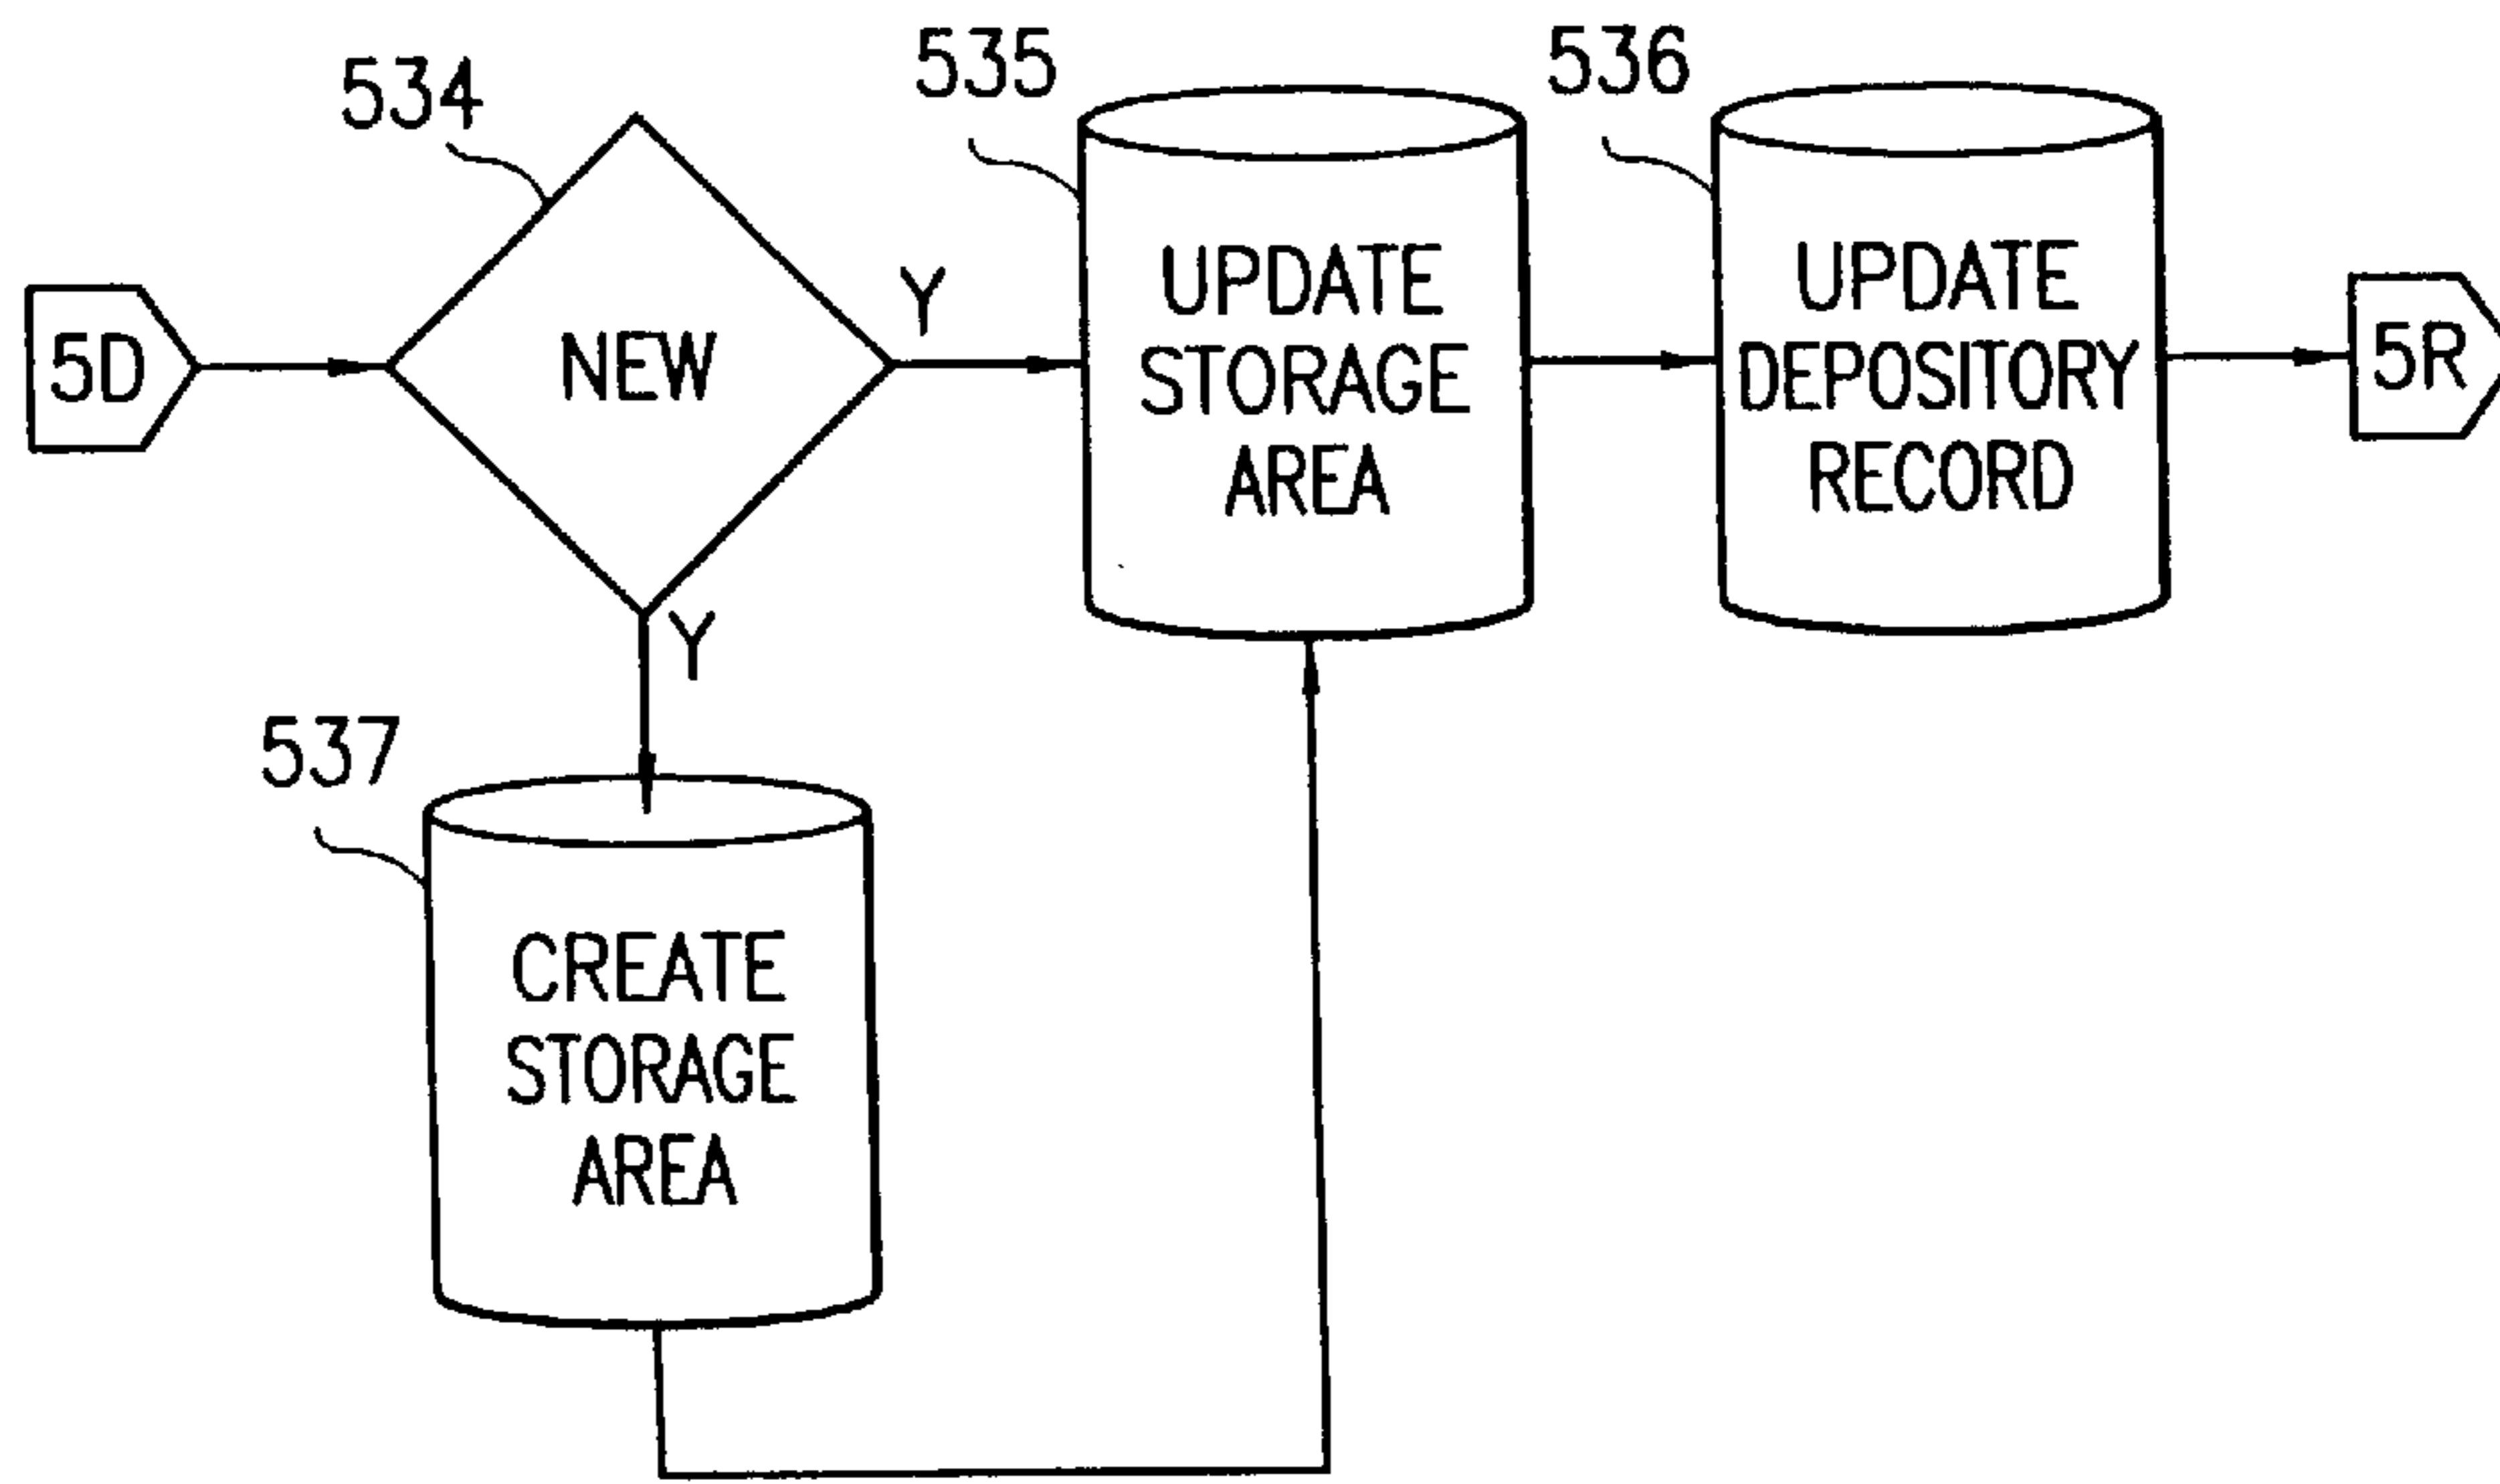 534
535
536
5D
NEW
Y
UPDATE
STORAGE
AREA
UPDATE
DEPOSITORY
RECORD
5R
Y
537
CREATE
STORAGE
AREA